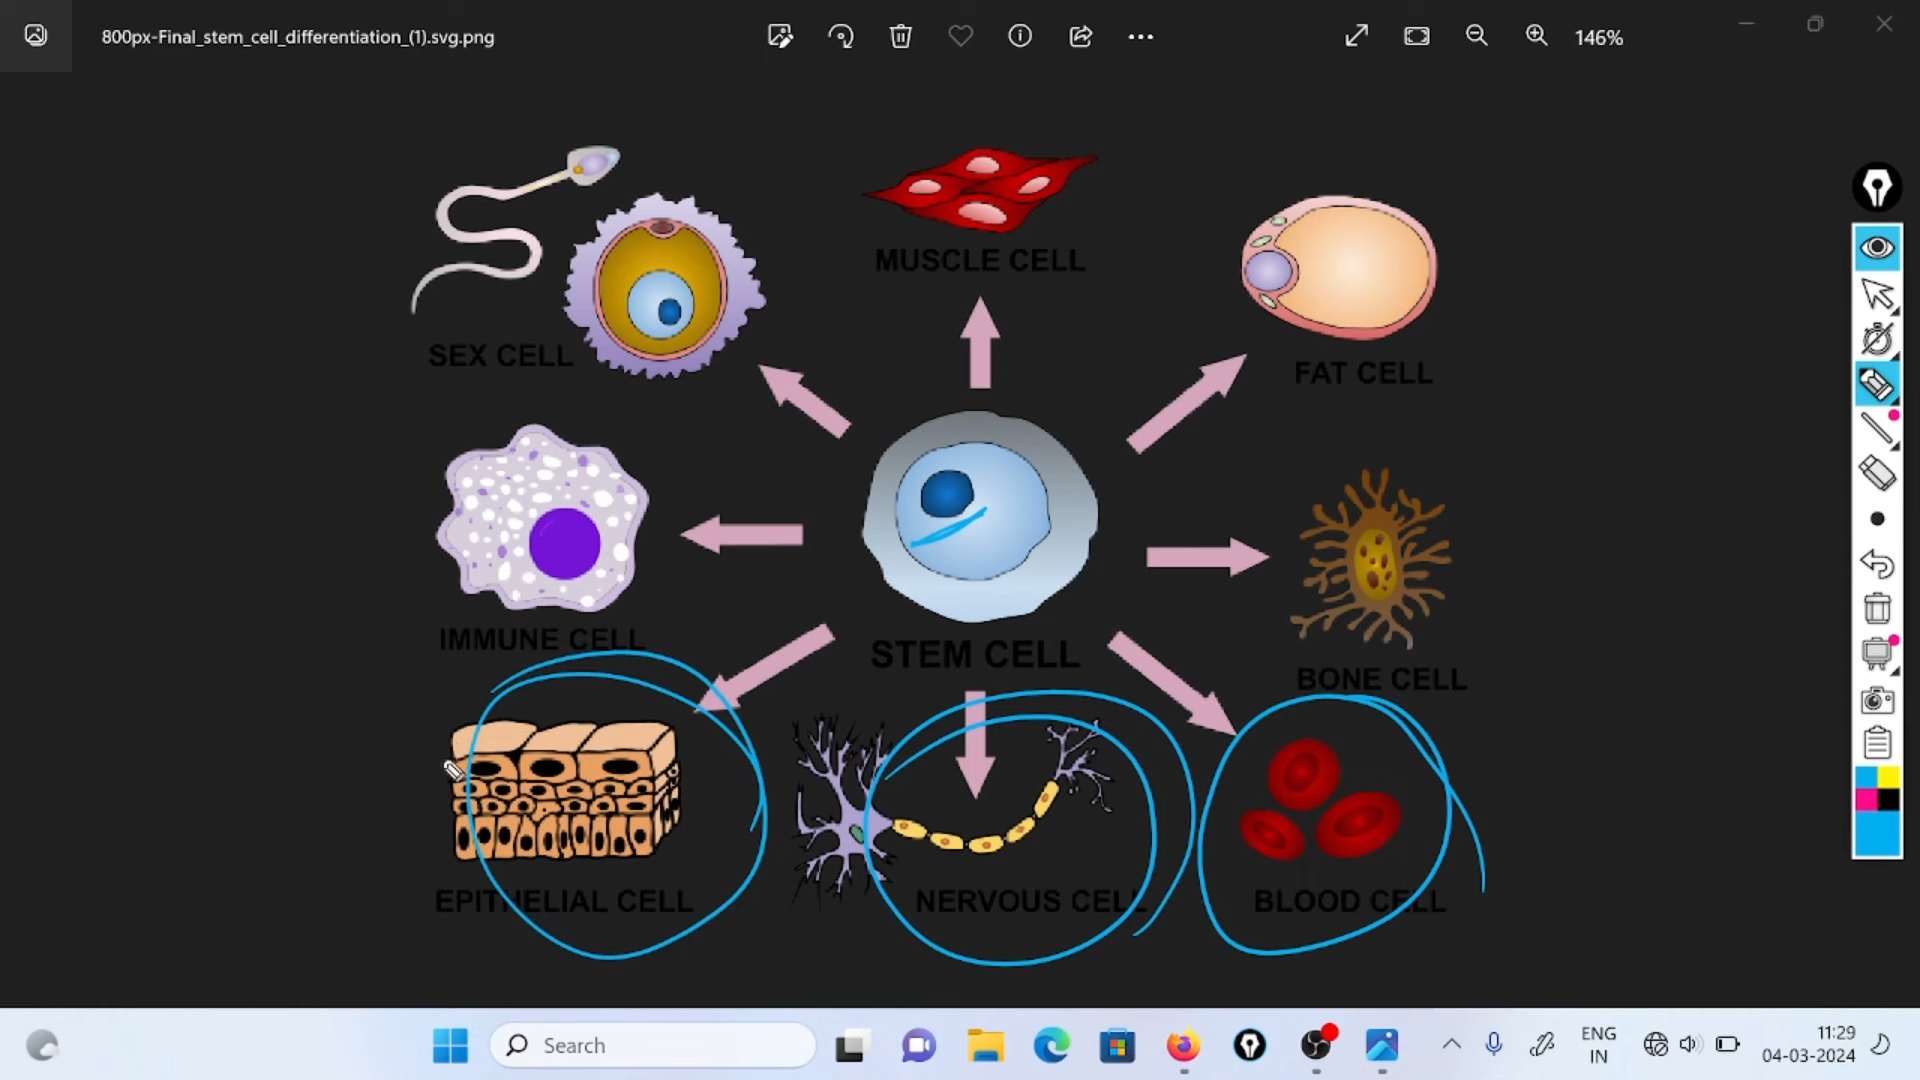 800px-Final_stem_cell_differentiation_(1).svg.png
146%
MUSCLE CELL
SEX CELL
FAT CELL
IMMUNE CELL
STEM CELL
BONE CELL
EPITHELIAL CELL
NERVOUS CELL
BLOOD CELL
Search
ENG
IN
11:29
04-03-2024